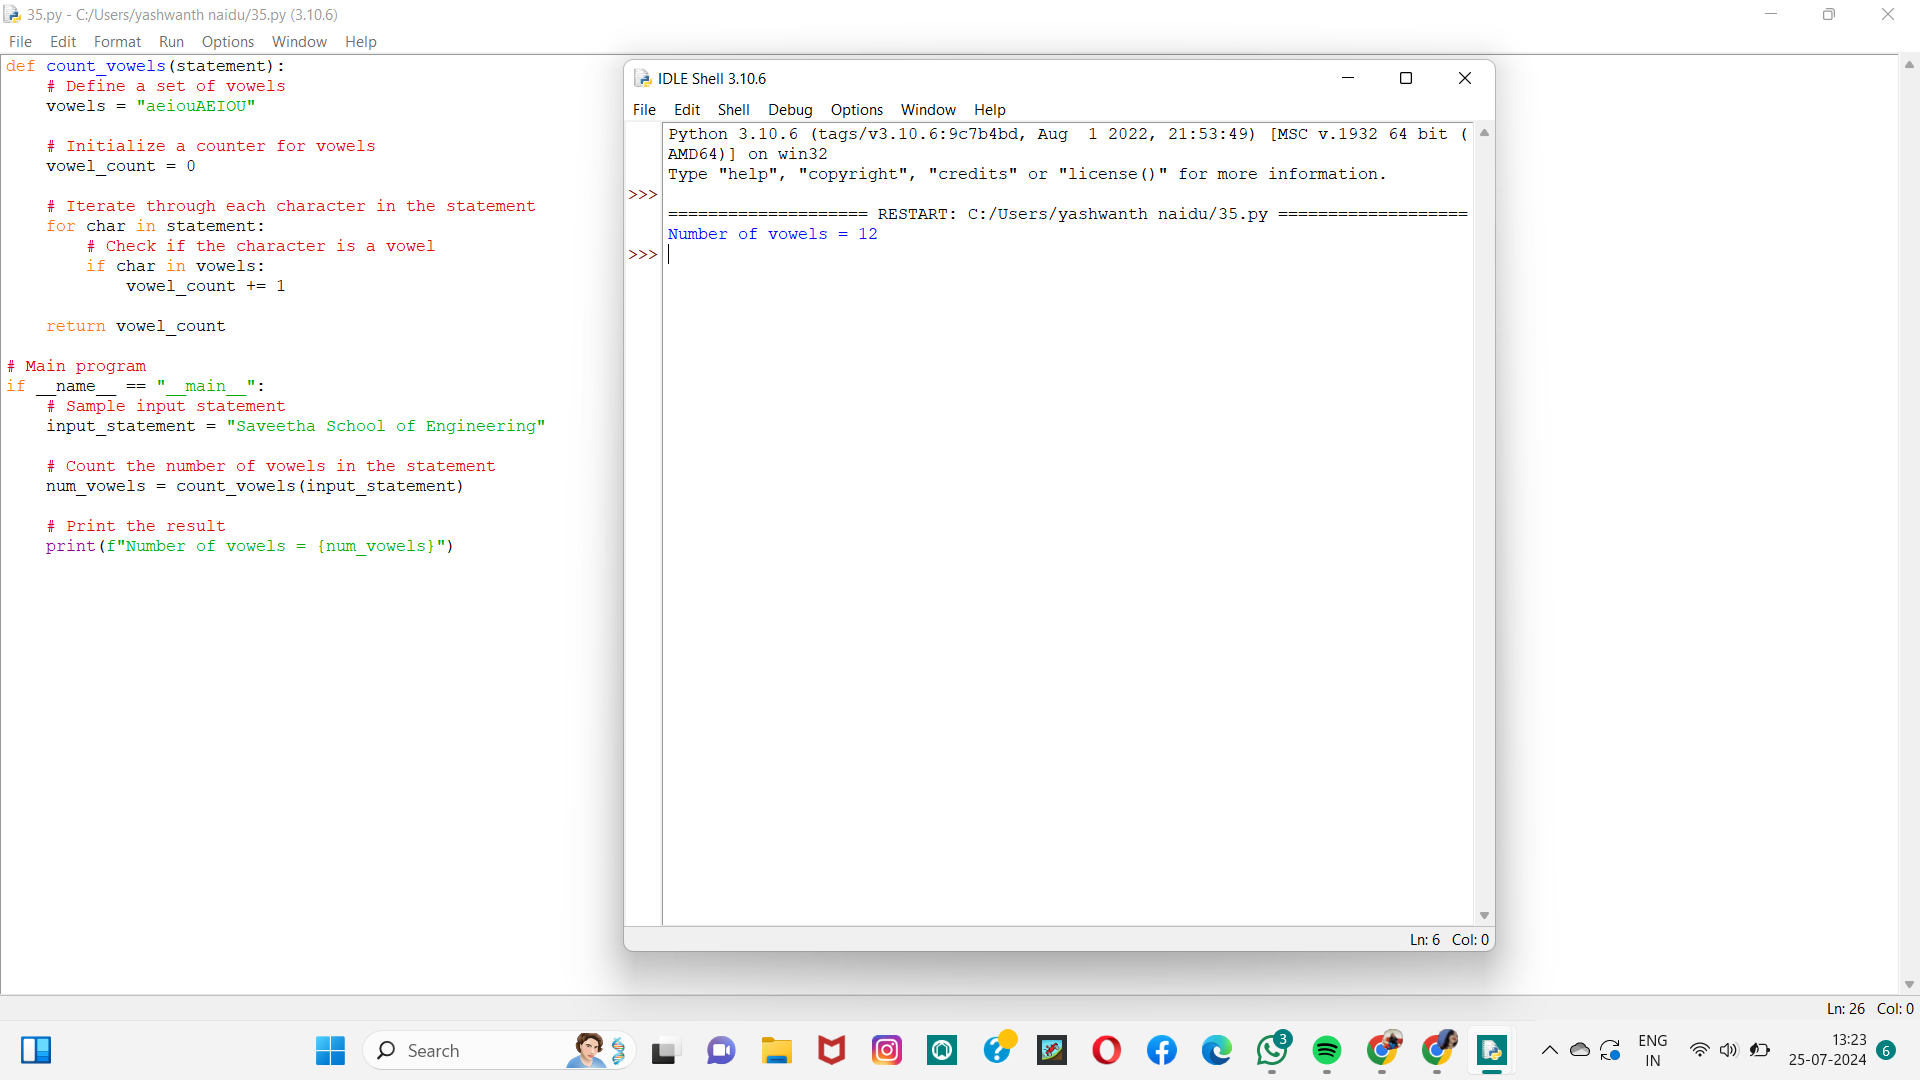 35.py - C:/Users/yashwanth naidu/35.py (3.10.6)
File Edit Format Run Options Window Help
def count_vowels(statement):
    # Define a set of vowels
    vowels = "aeiouAEIOU"
    # Initialize a counter for vowels
    vowel_count = 0
    # Iterate through each character in the statement
    for char in statement:
        # Check if the character is a vowel
        if char in vowels:
            vowel_count += 1
    return vowel_count
# Main program
if __name__ == "__main__":
    # Sample input statement
    input_statement = "Saveetha School of Engineering"
    # Count the number of vowels in the statement
    num_vowels = count_vowels(input_statement)
    # Print the result
    print(f"Number of vowels = {num_vowels}")
IDLE Shell 3.10.6
File Edit Shell Debug Options Window Help
Python 3.10.6 (tags/v3.10.6:9c7b4bd, Aug  1 2022, 21:53:49) [MSC v.1932 64 bit (
AMD64)] on win32
Type "help", "copyright", "credits" or "license()" for more information.
>>>
==================== RESTART: C:/Users/yashwanth naidu/35.py ===================
Number of vowels = 12
>>>
Ln: 6 Col: 0
Ln: 26 Col: 0
Search
3
ENG
IN
13:23
25-07-2024
6